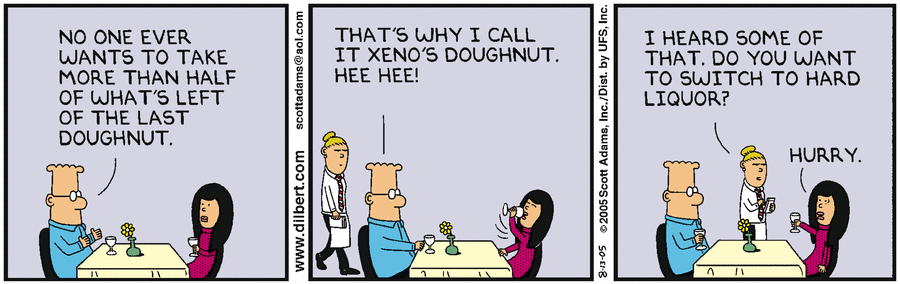 NO ONE EVER
WANTS TO TAKE
MORE THAN HALF
OF WHAT'S LEFT
OF THE LAST
DOUGHNUT.
www.dilbert.com
scottadams@aol.com
THAT'S WHY I CALL
IT XENO'S DOUGHNUT.
HEE HEE!
8-13-05 © 2005 Scott Adams, Inc./Dist. by UFS, Inc.
I HEARD SOME OF
THAT. DO YOU WANT
TO SWITCH TO HARD
LIQUOR?
HURRY.